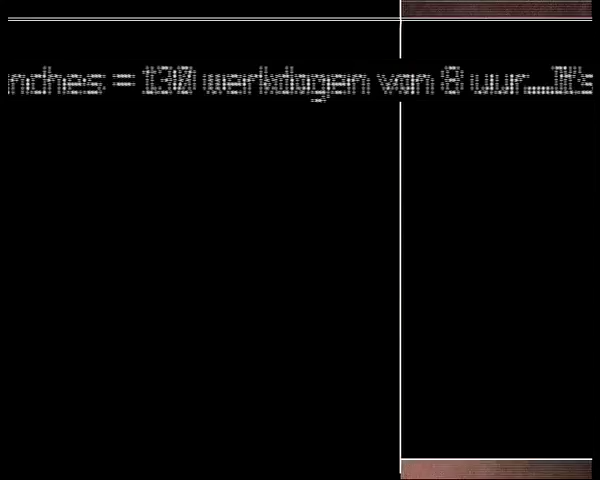 nches = 130 werkdagen van 8 uur....It's